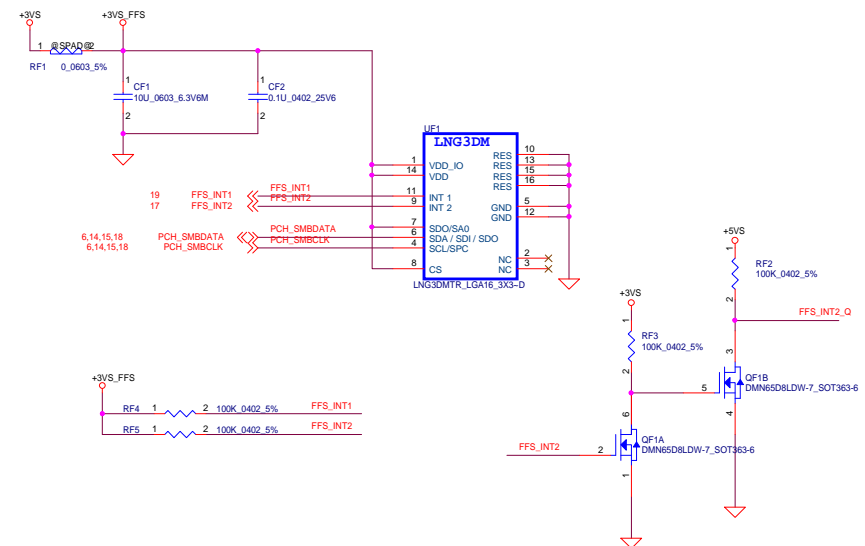 +3VS
+3VS_FFS
1 @SPAD@ 2
RF1 0_0603_5%
1
CF1
10U_0603_6.3V6M
2
1
CF2
0.1U_0402_25V6
2
UF1
LNG3DM
1 VDD_IO
14 VDD
11 INT 1
9 INT 2
7 SDO/SA0
6 SDA / SDI / SDO
4 SCL/SPC
8 CS
RES 10
RES 13
RES 15
RES 16
GND 5
GND 12
NC 2
NC 3
LNG3DMTR_LGA16_3X3~D
19 FFS_INT1 FFS_INT1
17 FFS_INT2 FFS_INT2
6,14,15,18 PCH_SMBDATA PCH_SMBDATA
6,14,15,18 PCH_SMBCLK PCH_SMBCLK
+5VS
1
RF2
100K_0402_5%
2
FFS_INT2_Q
+3VS
1
RF3
100K_0402_5%
2
3
5
QF1B
DMN65D8LDW-7_SOT363-6
4
6
FFS_INT2
2
QF1A
DMN65D8LDW-7_SOT363-6
1
+3VS_FFS
RF4 1 2 100K_0402_5% FFS_INT1
RF5 1 2 100K_0402_5% FFS_INT2